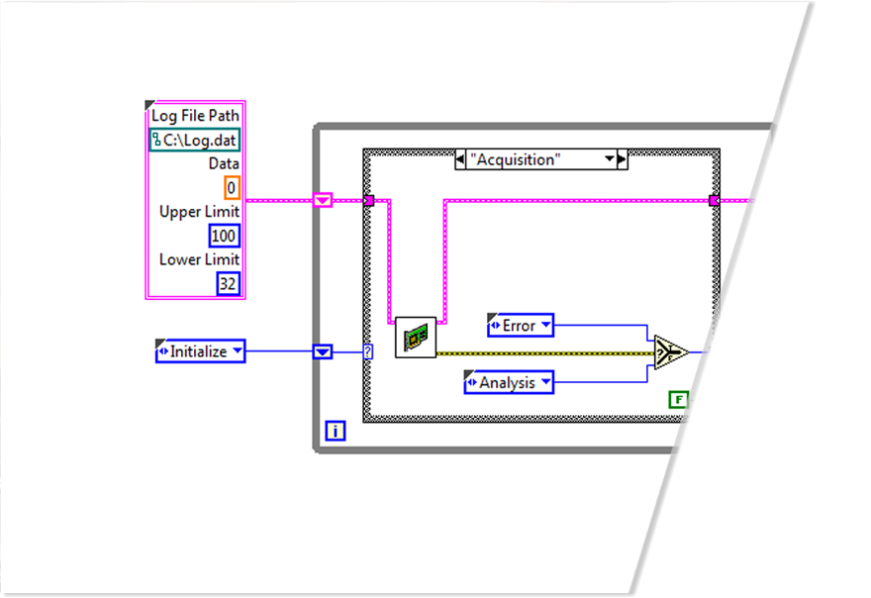 Log File Path
C:\Log.dat
Data
0
Upper Limit
100
Lower Limit
32
"Acquisition"
Initialize
?
Error
Analysis
?
F
i